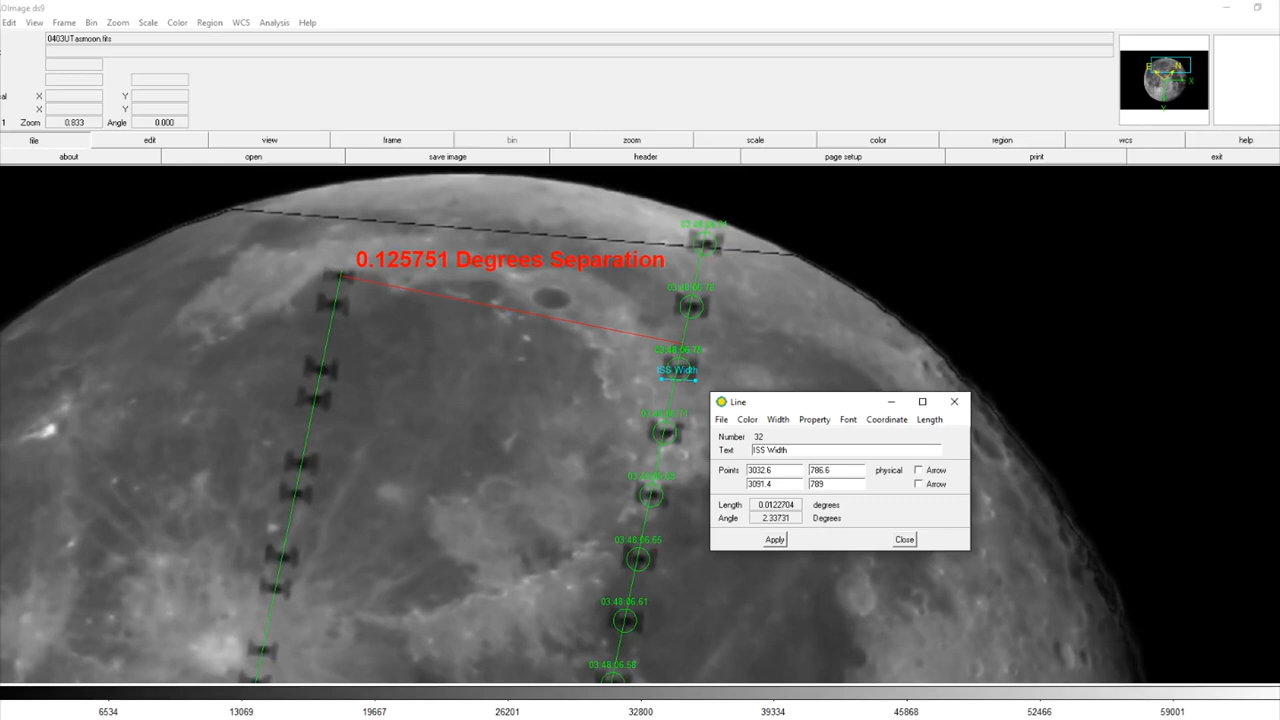 OImage ds9
Edit View Frame Bin Zoom Scale Color Region WCS Analysis Help
0403UTasmoon.fits
al X Y
X Y
1 Zoom 0.833 Angle 0.000
E N
X
Y
file edit view frame bin zoom scale color region wcs help
about open save image header page setup print exit
0.125751 Degrees Separation
03:48:06.78
ISS Width
03:48:06.65
03:48:06.61
03:48:06.58
Line
File Color Width Property Font Coordinate Length
Number 32
Text ISS Width
Points 3032.6 786.6 physical Arrow
3091.4 789 Arrow
Length 0.0122704 degrees
Angle 2.33731 Degrees
Apply Close
6534 13069 19667 26201 32800 39334 45868 52466 59001